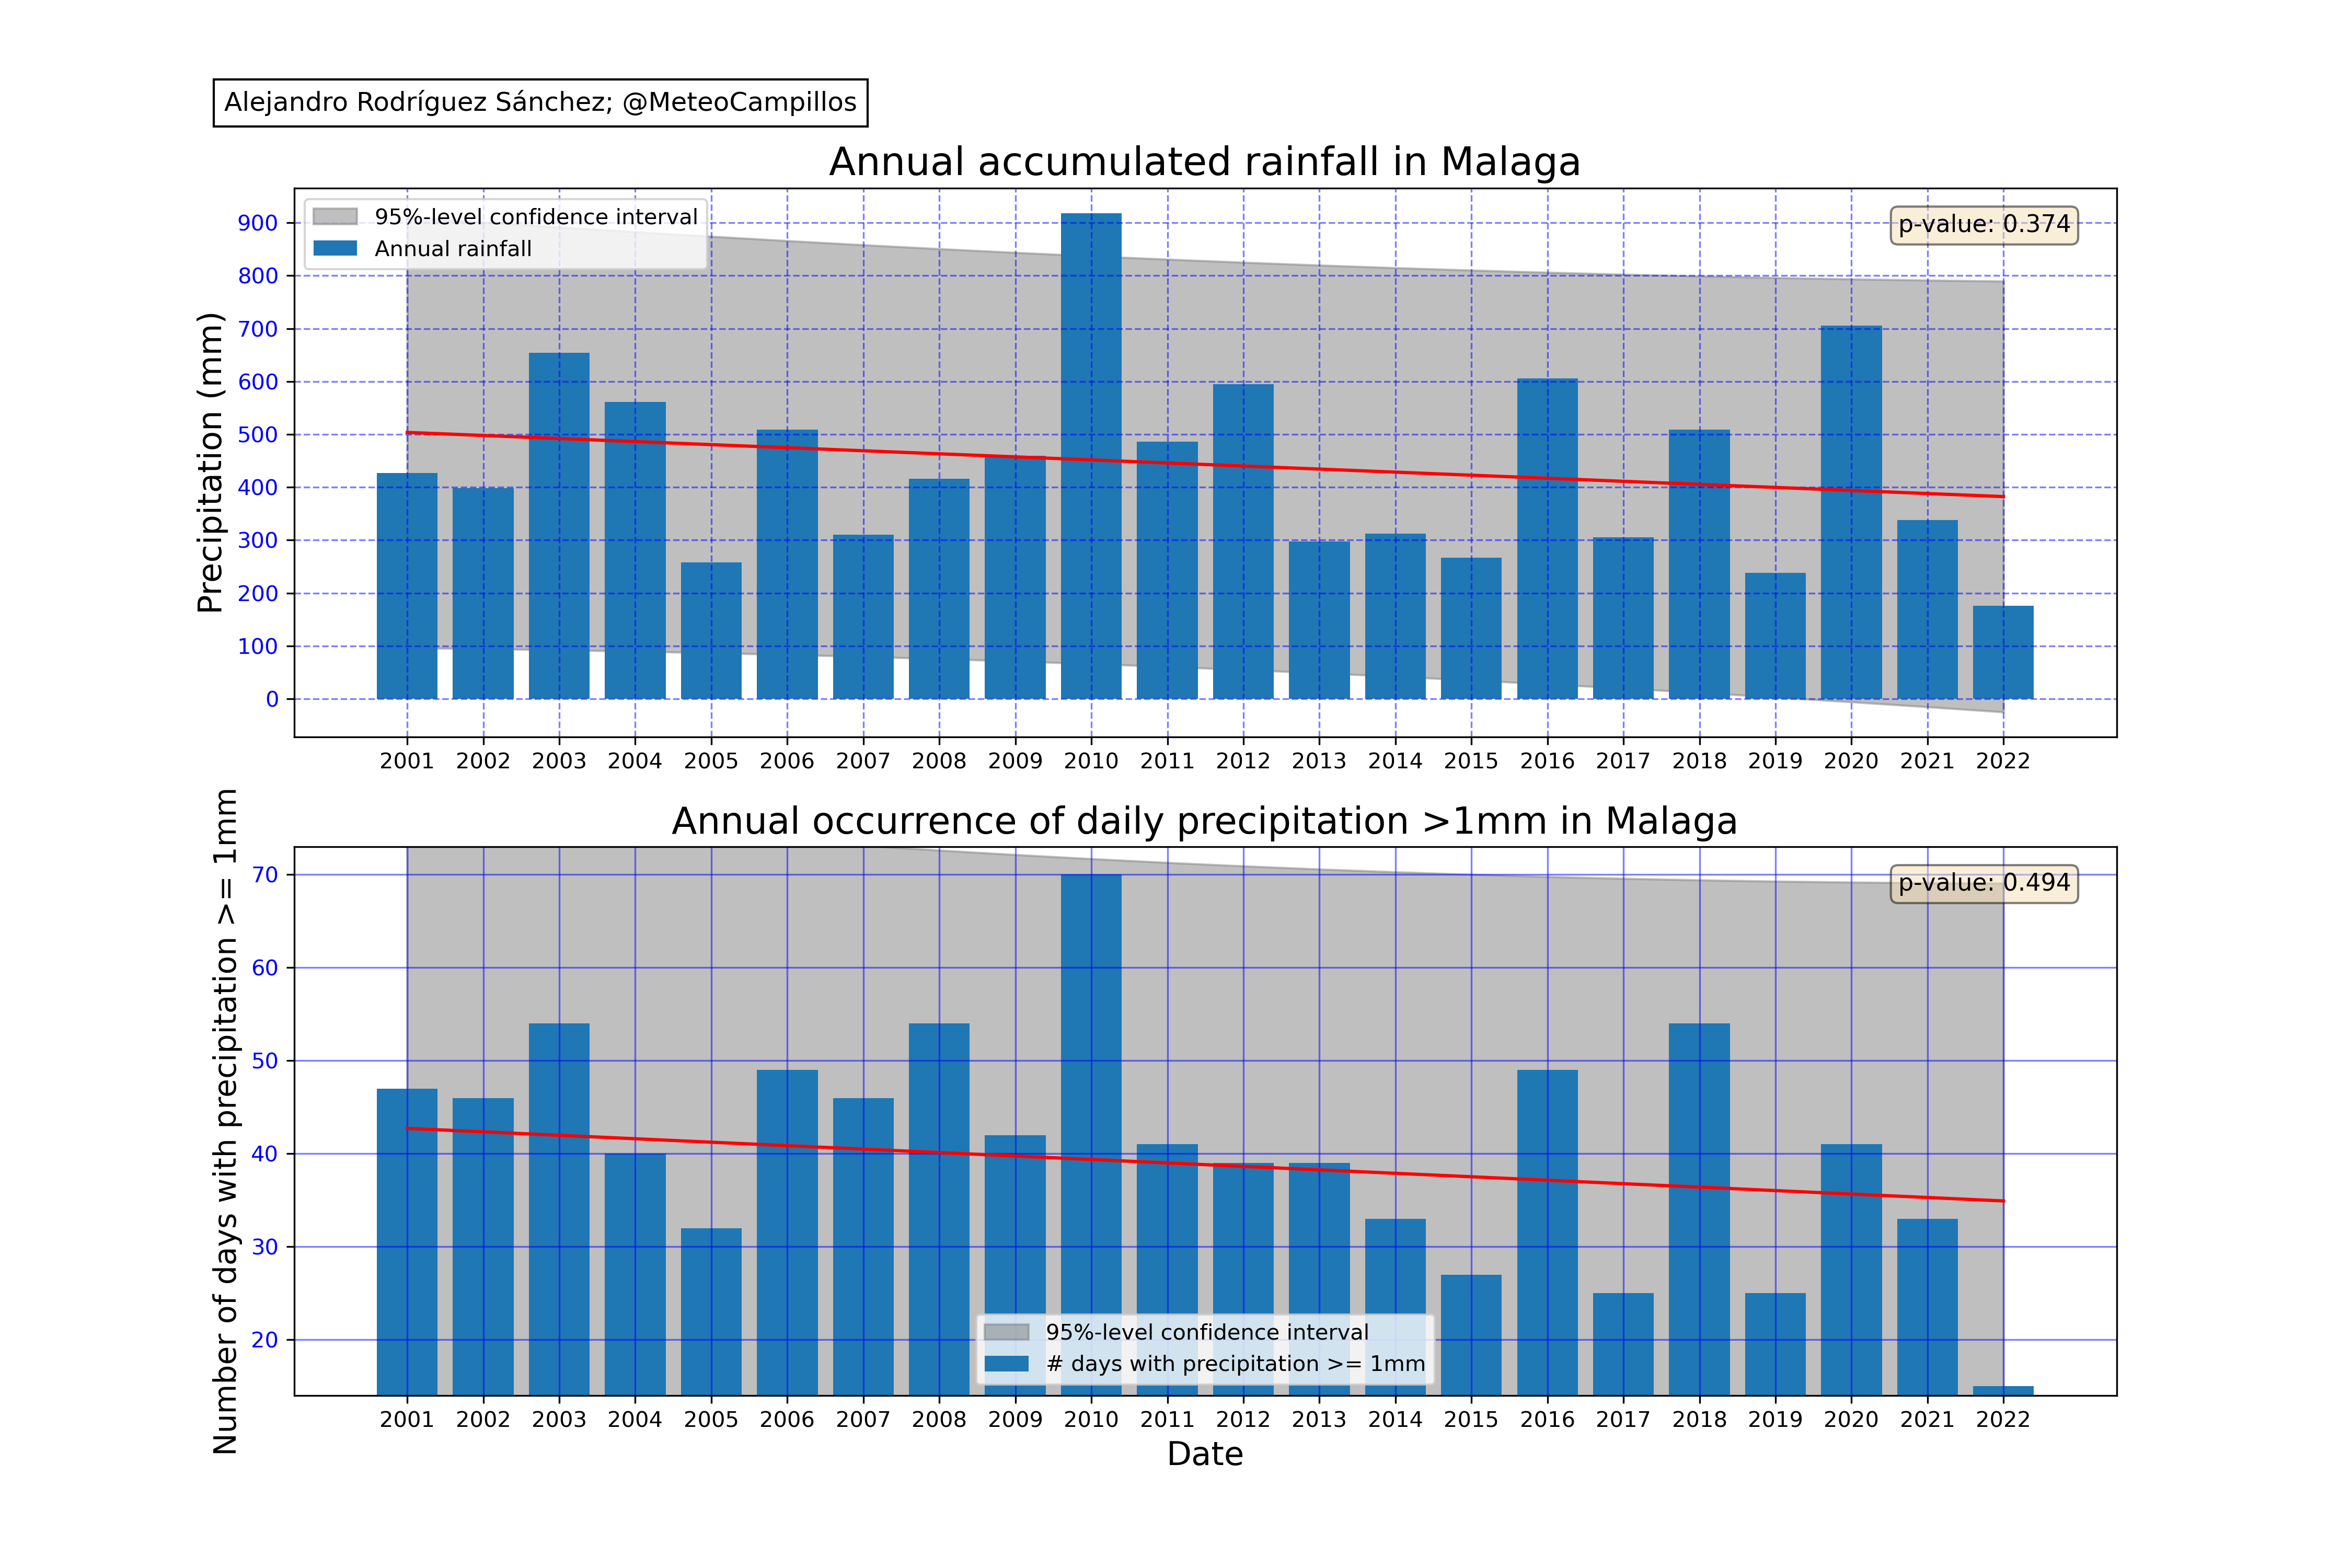 Alejandro Rodríguez Sánchez; @MeteoCampillos
Annual accumulated rainfall in Malaga
95%-level confidence interval
Annual rainfall
p-value: 0.374
Precipitation (mm)
900
800
700
600
500
400
300
200
100
0
2001 2002 2003 2004 2005 2006 2007 2008 2009 2010 2011 2012 2013 2014 2015 2016 2017 2018 2019 2020 2021 2022
Annual occurrence of daily precipitation >1mm in Malaga
p-value: 0.494
Number of days with precipitation >= 1mm
70
60
50
40
30
20
95%-level confidence interval
# days with precipitation >= 1mm
2001 2002 2003 2004 2005 2006 2007 2008 2009 2010 2011 2012 2013 2014 2015 2016 2017 2018 2019 2020 2021 2022
Date